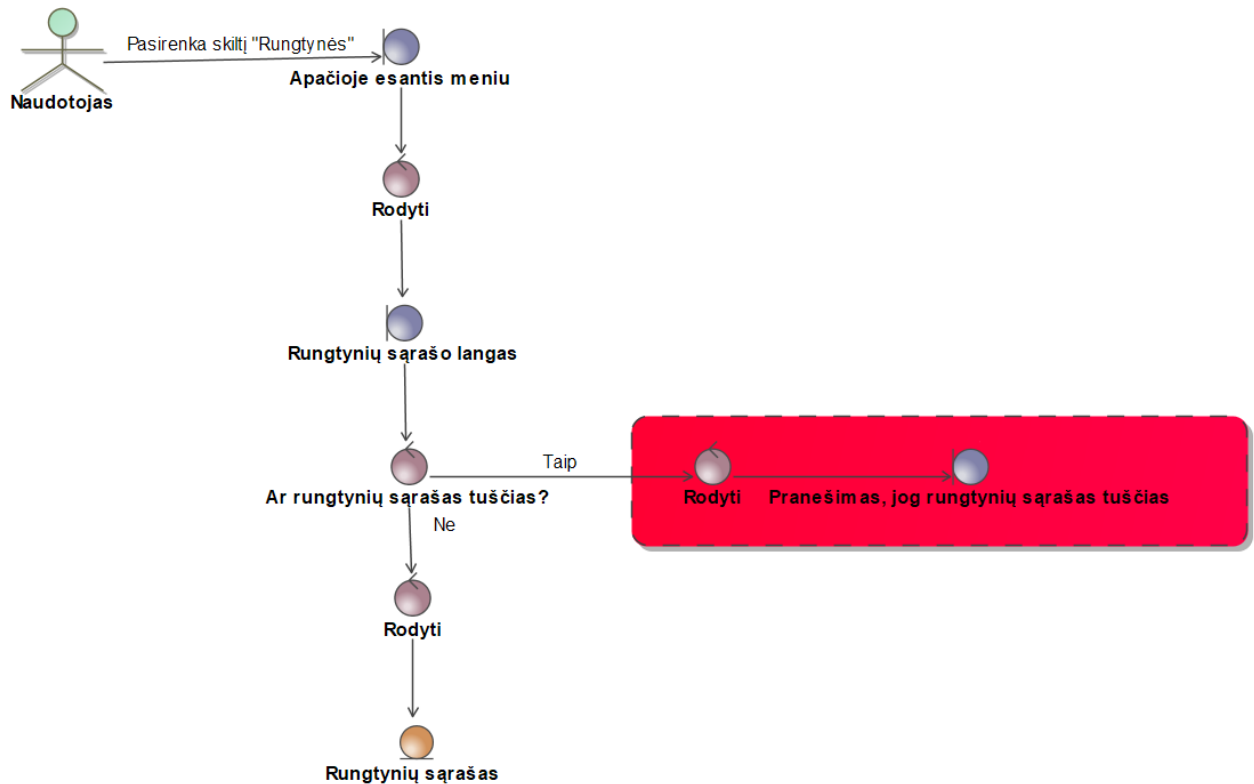 Pasirenka skiltį "Rungtynės"
Naudotojas
Apačioje esantis meniu
Rodyti
Rungtynių sąrašo langas
Ar rungtynių sąrašas tuščias?
Taip
Rodyti
Pranešimas, jog rungtynių sąrašas tuščias
Ne
Rodyti
Rungtynių sąrašas